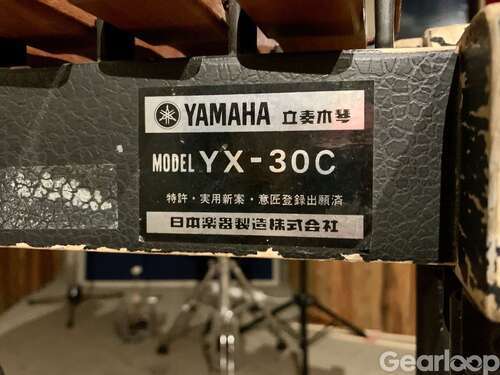 YAMAHA 立奏木琴
MODEL YX-30C
特許・実用新案・意匠登録出願済
日本楽器製造株式会社
Gearloop